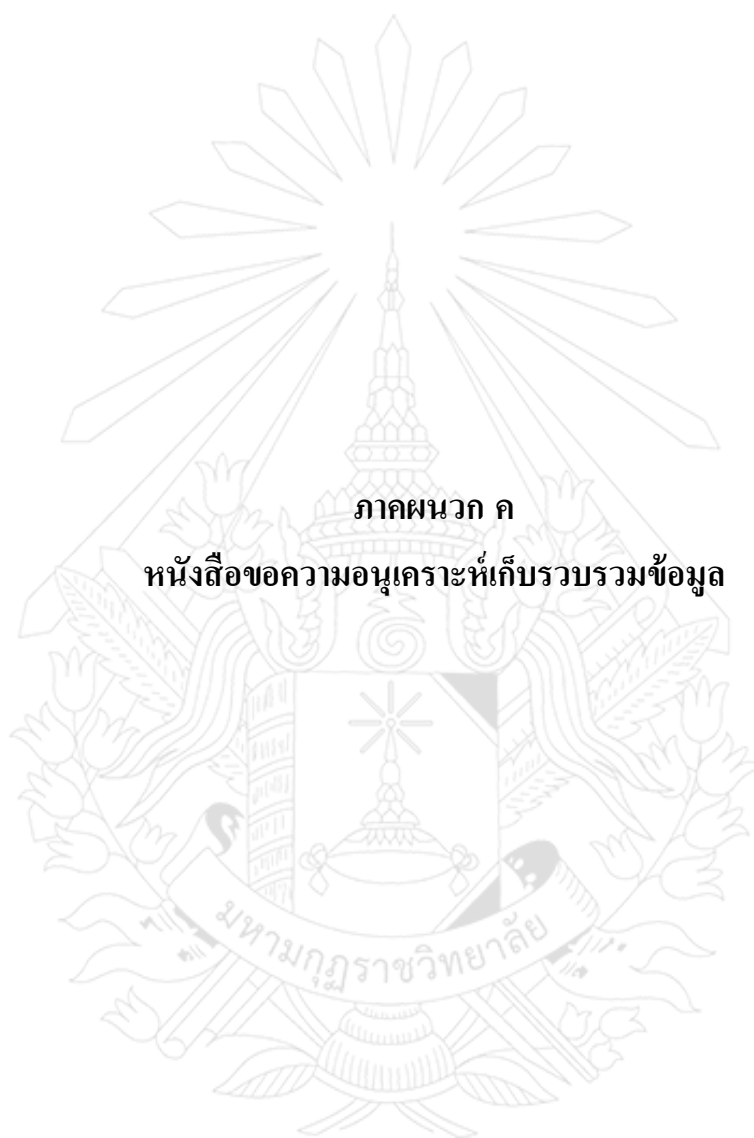 ภาคผนวก ค
หนังสือขอความอนุเคราะห์เก็บรวบรวมข้อมูล
มหามกุฏราชวิทยาลัย